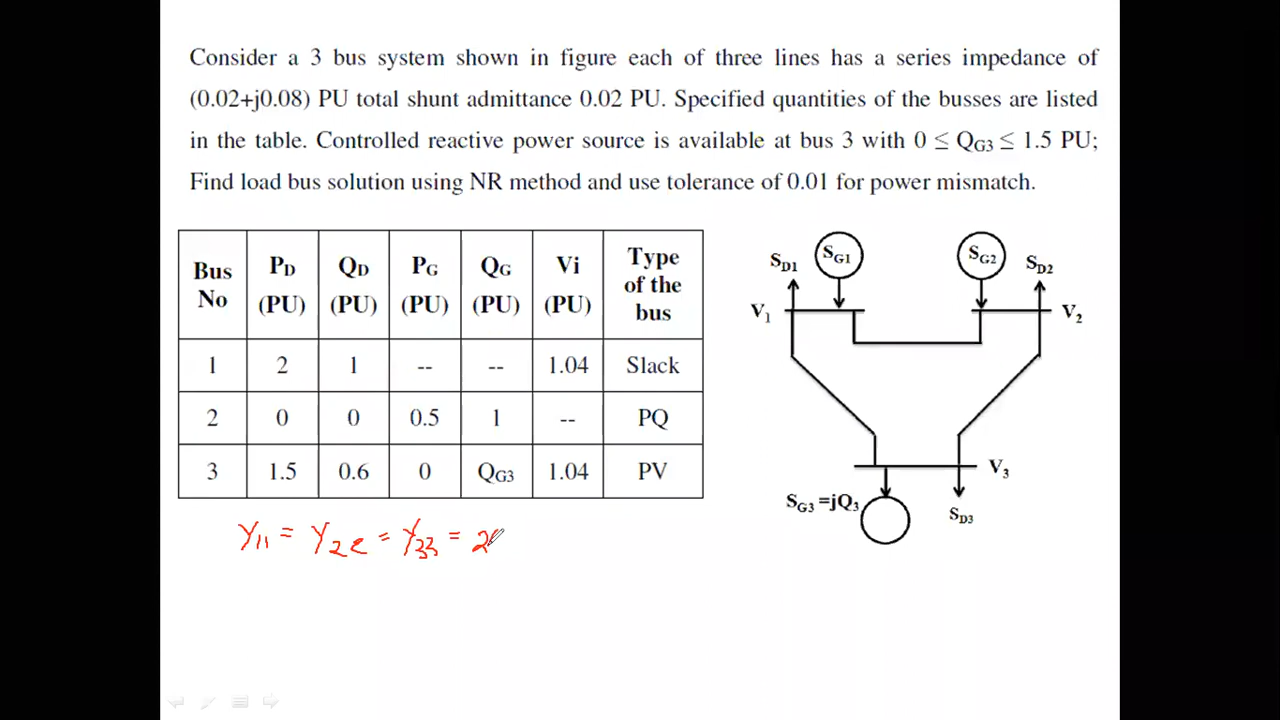 Consider a 3 bus system shown in figure each of three lines has a series impedance of
(0.02+j0.08) PU total shunt admittance 0.02 PU. Specified quantities of the busses are listed
in the table. Controlled reactive power source is available at bus 3 with 0 ≤ QG3 ≤ 1.5 PU;
Find load bus solution using NR method and use tolerance of 0.01 for power mismatch.
Bus No PD (PU) QD (PU) PG (PU) QG (PU) Vi (PU) Type of the bus
1 2 1 -- -- 1.04 Slack
2 0 0 0.5 1 -- PQ
3 1.5 0.6 0 QG3 1.04 PV
SD1 SG1 SG2 SD2
V1 V2
V3
SG3 =jQ3 SD3
Y11 = Y22 = Y33 = 2